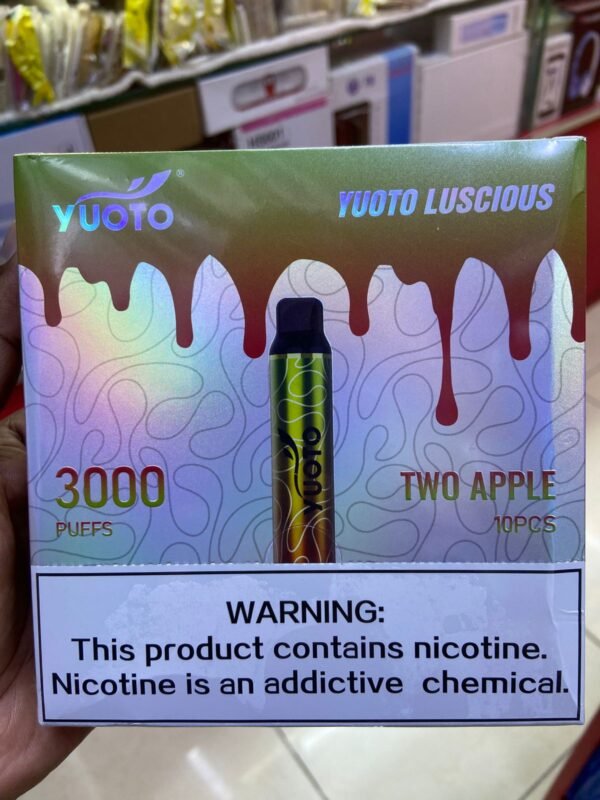 YUOTO®
YUOTO LUSCIOUS
YUOTO
3000
PUFFS
TWO APPLE
10PCS
WARNING:
This product contains nicotine.
Nicotine is an addictive chemical.